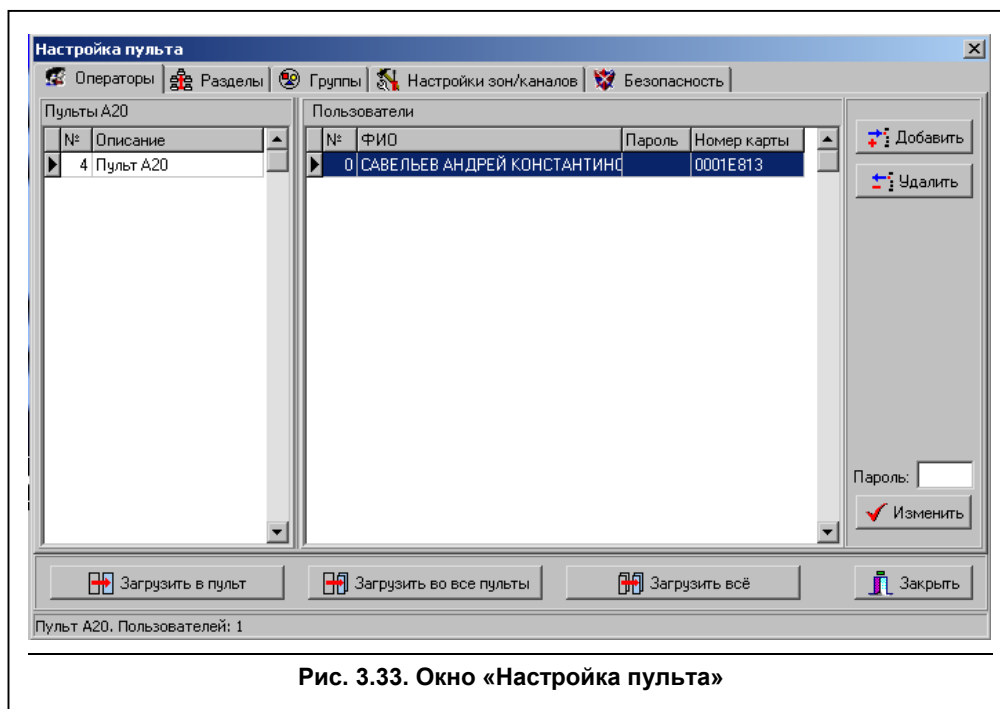 Настройка пульта
Операторы Разделы Группы Настройки зон/каналов Безопасность
Пульты А20 Пользователи
№ Описание № ФИО Пароль Номер карты
4 Пульт А20 0 САВЕЛЬЕВ АНДРЕЙ КОНСТАНТИНО 0001E813
Добавить
Удалить
Пароль:
Изменить
Загрузить в пульт Загрузить во все пульты Загрузить всё Закрыть
Пульт А20. Пользователей: 1
Рис. 3.33. Окно «Настройка пульта»